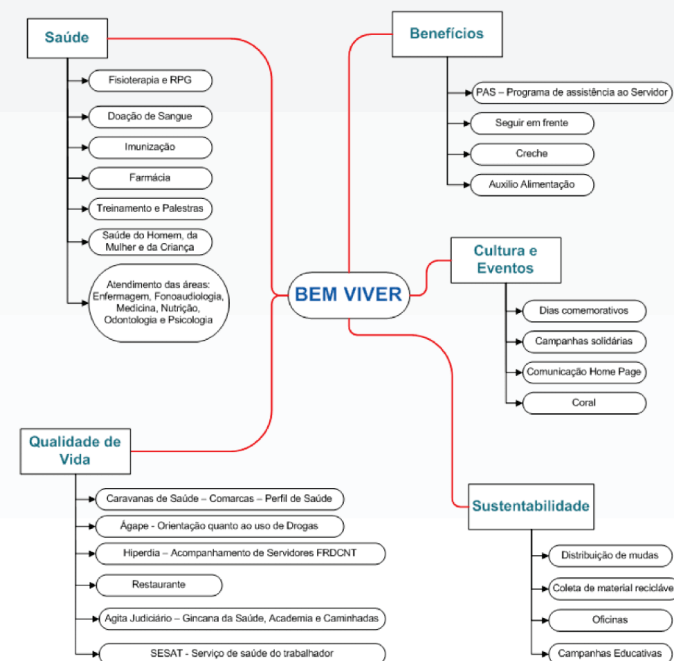 Saúde
Fisioterapia e RPG
Doação de Sangue
Imunização
Farmácia
Treinamento e Palestras
Saúde do Homem, da
Mulher e da Criança
Atendimento das áreas:
Enfermagem, Fonoaudiologia,
Medicina, Nutrição,
Odontologia e Psicologia
Benefícios
PAS – Programa de assistência ao Servidor
Seguir em frente
Creche
Auxilio Alimentação
BEM VIVER
Cultura e
Eventos
Dias comemorativos
Campanhas solidárias
Comunicação Home Page
Coral
Qualidade de
Vida
Caravanas de Saúde – Comarcas – Perfil de Saúde
Ágape - Orientação quanto ao uso de Drogas
Hiperdia – Acompanhamento de Servidores FRDCNT
Restaurante
Agita Judiciário – Gincana da Saúde, Academia e Caminhadas
SESAT - Serviço de saúde do trabalhador
Sustentabilidade
Distribuição de mudas
Coleta de material recicláve
Oficinas
Campanhas Educativas